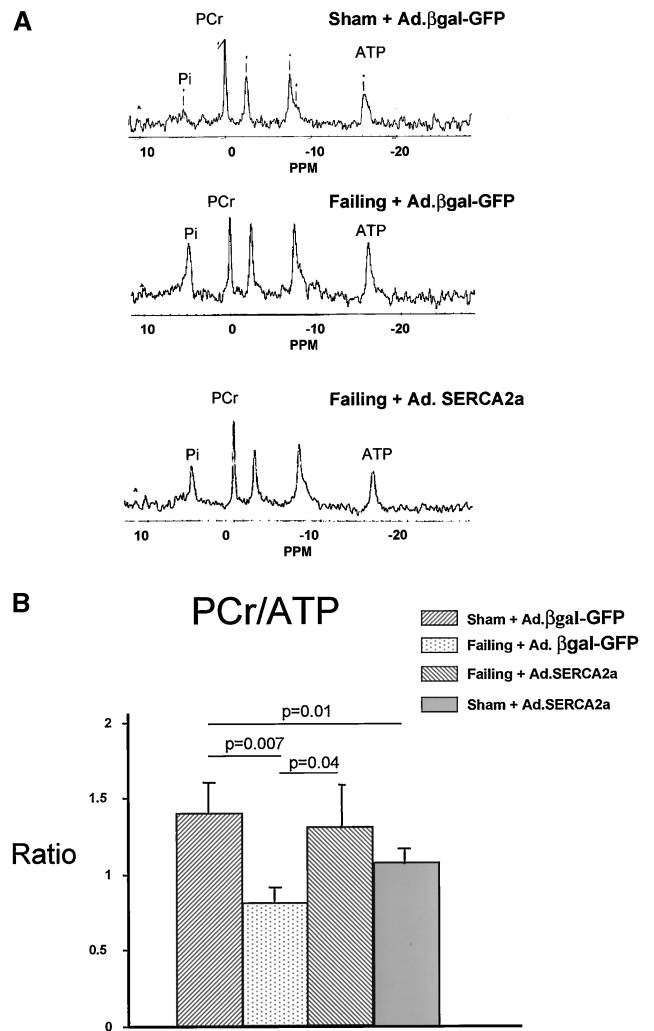 A
Sham + Ad.βgal-GFP
PCr
ATP
Pi
10 0 -10 -20
PPM
Failing + Ad.βgal-GFP
PCr
ATP
Pi
10 0 -10 -20
PPM
Failing + Ad. SERCA2a
PCr
ATP
Pi
10 0 -10 -20
PPM
B
PCr/ATP
Sham + Ad.βgal-GFP
Failing + Ad. βgal-GFP
Failing + Ad.SERCA2a
Sham + Ad.SERCA2a
2
p=0.01
p=0.007
p=0.04
1.5
Ratio
1
0.5
0